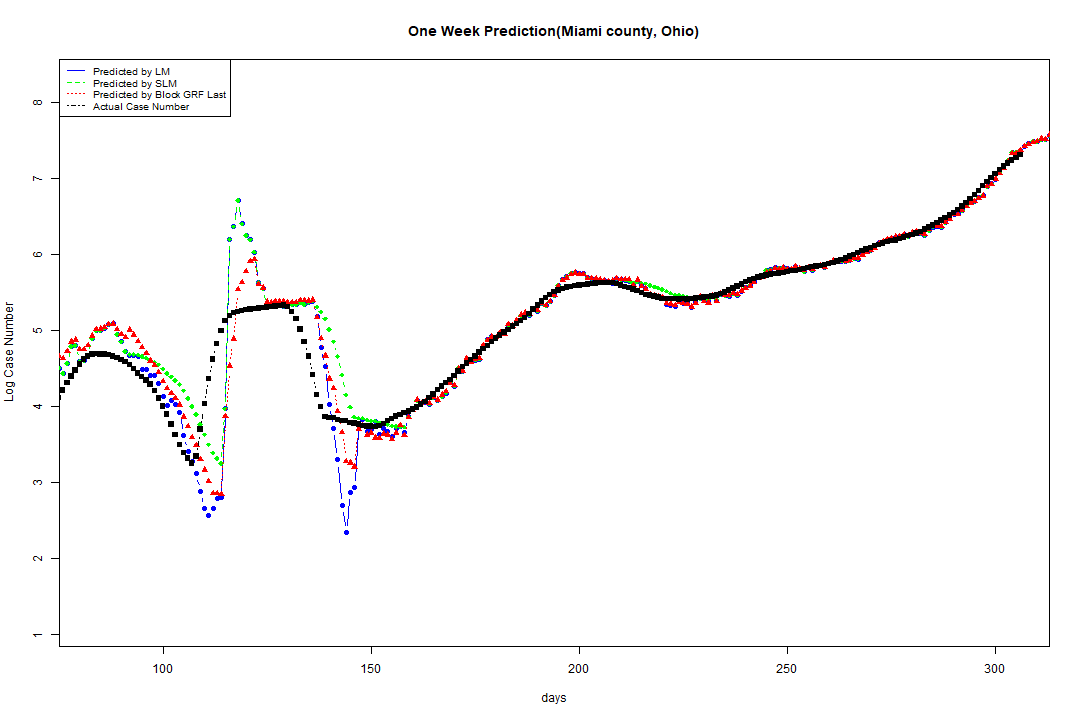 One Week Prediction(Miami county, Ohio)
Predicted by LM
Predicted by SLM
Predicted by Block GRF Last
Actual Case Number
8
7
6
5
4
3
2
1
Log Case Number
100 150 200 250 300
days